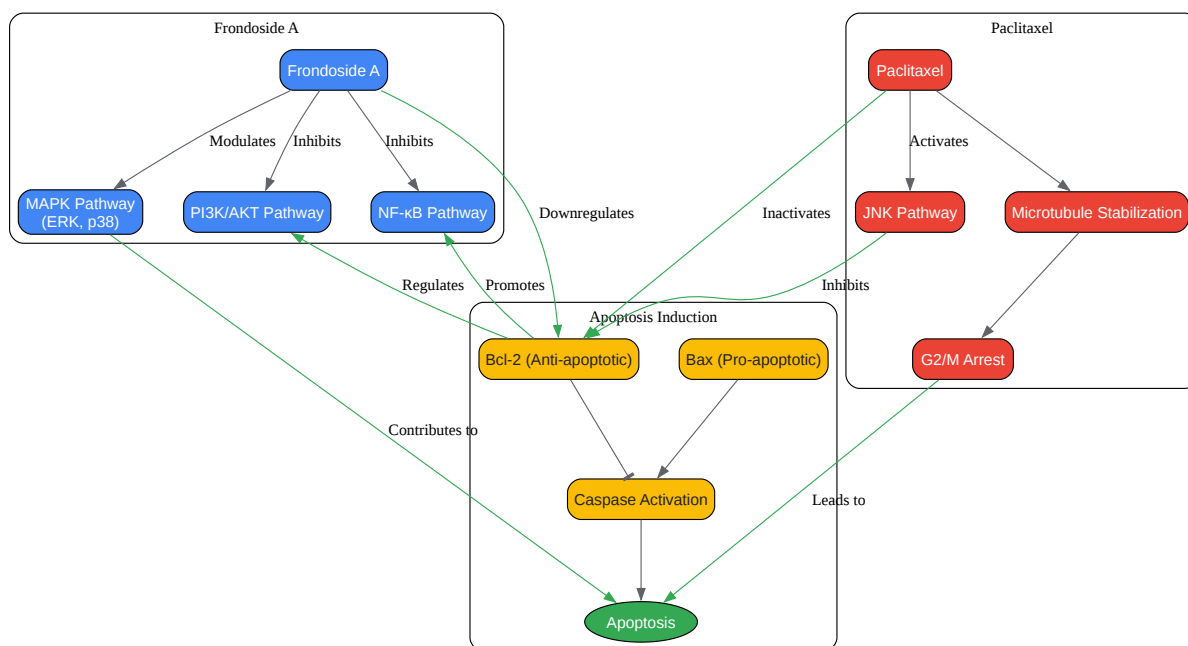 Frondoside A
Paclitaxel
Frondoside A
Paclitaxel
Modulates
Inhibits
Inhibits
Activates
MAPK Pathway
(ERK, p38)
PI3K/AKT Pathway
NF-κB Pathway
Downregulates
Inactivates
JNK Pathway
Microtubule Stabilization
Regulates
Promotes
Inhibits
Apoptosis Induction
Bcl-2 (Anti-apoptotic)
Bax (Pro-apoptotic)
G2/M Arrest
Contributes to
Caspase Activation
Leads to
Apoptosis